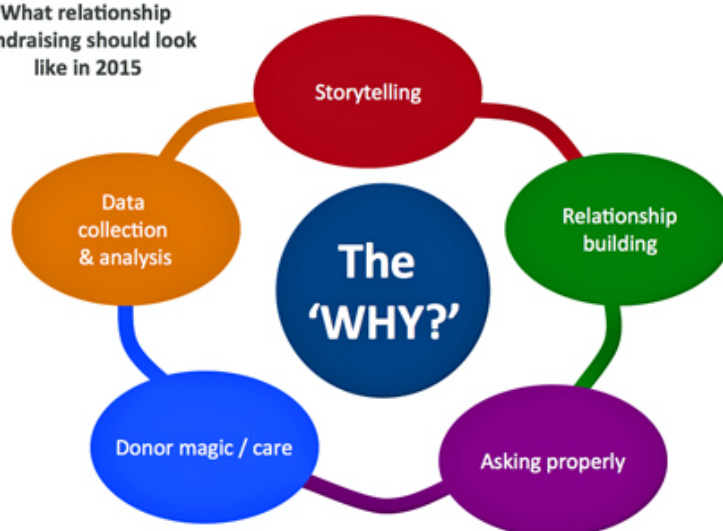 What relationship
ndraising should look
like in 2015
Storytelling
Data
collection
& analysis
Relationship
building
The
‘WHY?’
Donor magic / care
Asking properly